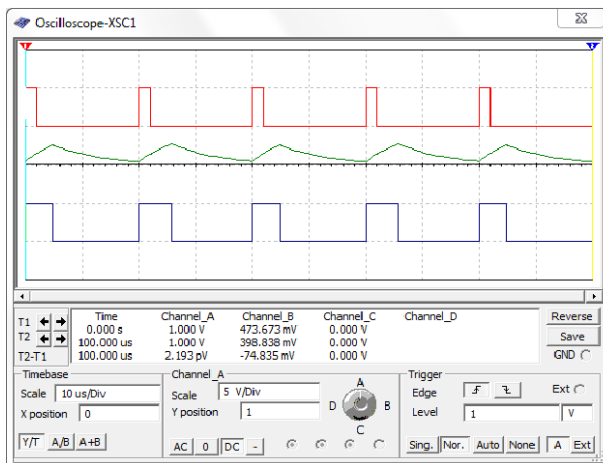 Oscilloscope-XSC1
1
2
Time Channel_A Channel_B Channel_C Channel_D
T1 0.000 s 1.000 V 473.673 mV 0.000 V
T2 100.000 us 1.000 V 398.838 mV 0.000 V
T2-T1 100.000 us 2.193 pV -74.835 mV 0.000 V
Reverse
Save
GND
Timebase
Scale 10 us/Div
X position 0
Y/T A/B A+B
Channel_A
Scale 5 V/Div
Y position 1
AC 0 DC -
A
D B
C
Trigger
Edge Ext
Level 1 V
Sing. Nor. Auto None A Ext